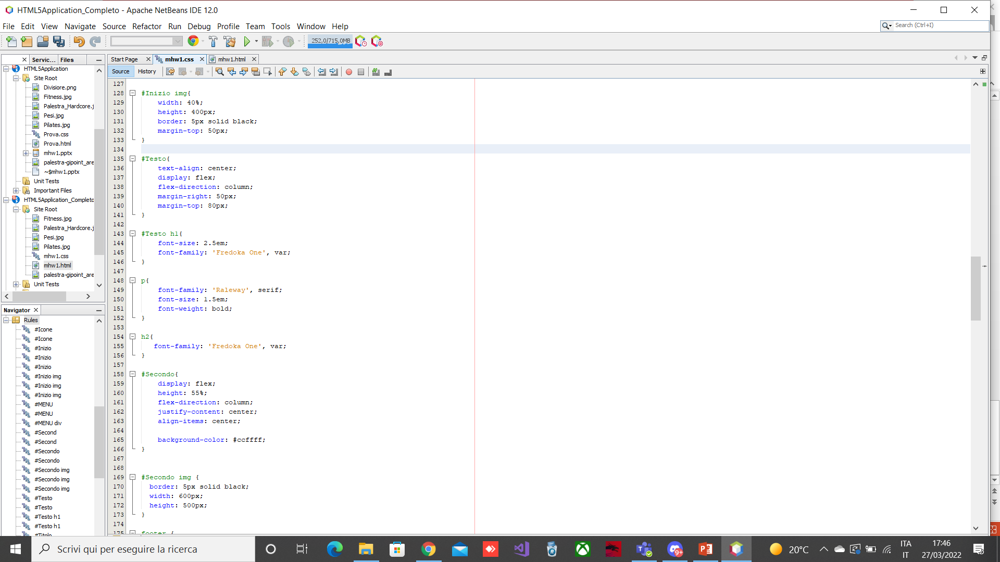 HTML5Application_Completo - Apache NetBeans IDE 12.0
File Edit View Navigate Source Refactor Run Debug Profile Team Tools Window Help
Search (Ctrl+I)
252,0/715,0MB
Servic... Files
HTML5Application
Site Root
Divisiore.png
Fitness.jpg
Palestra_Hardcore.j
Pesi.jpg
Pilates.jpg
Prova.css
Prova.html
mhw1.pptx
palestra-gipoint_are
~$mhw1.pptx
Unit Tests
Important Files
HTML5Application_Completo
Site Root
Fitness.jpg
Palestra_Hardcore.j
Pesi.jpg
Pilates.jpg
mhw1.css
mhw1.html
palestra-gipoint_are
Unit Tests
Navigator
Rules
#Icone
#Icone
#Inizio
#Inizio
#Inizio
#Inizio img
#Inizio img
#Inizio img
#MENU
#MENU
#MENU div
#Second
#Second
#Secondo
#Secondo
#Secondo img
#Secondo img
#Secondo img
#Testo
#Testo
#Testo h1
#Testo h1
#Titolo
Start Page mhw1.css mhw1.html
Source History
127
128 #Inizio img{
129 width: 40%;
130 height: 400px;
131 border: 5px solid black;
132 margin-top: 50px;
133 }
134
135 #Testo{
136 text-align: center;
137 display: flex;
138 flex-direction: column;
139 margin-right: 50px;
140 margin-top: 80px;
141 }
142
143 #Testo h1{
144 font-size: 2.5em;
145 font-family: 'Fredoka One', var;
146 }
147
148 p{
149 font-family: 'Raleway', serif;
150 font-size: 1.5em;
151 font-weight: bold;
152 }
153
154 h2{
155 font-family: 'Fredoka One', var;
156 }
157
158 #Secondo{
159 display: flex;
160 height: 55%;
161 flex-direction: column;
162 justify-content: center;
163 align-items: center;
164
165 background-color: #ccffff;
166 }
167
168
169 #Secondo img {
170 border: 5px solid black;
171 width: 600px;
172 height: 500px;
173 }
174
175 footer {
Scrivi qui per eseguire la ricerca
9+
20°C
ITA
IT
17:46
27/03/2022